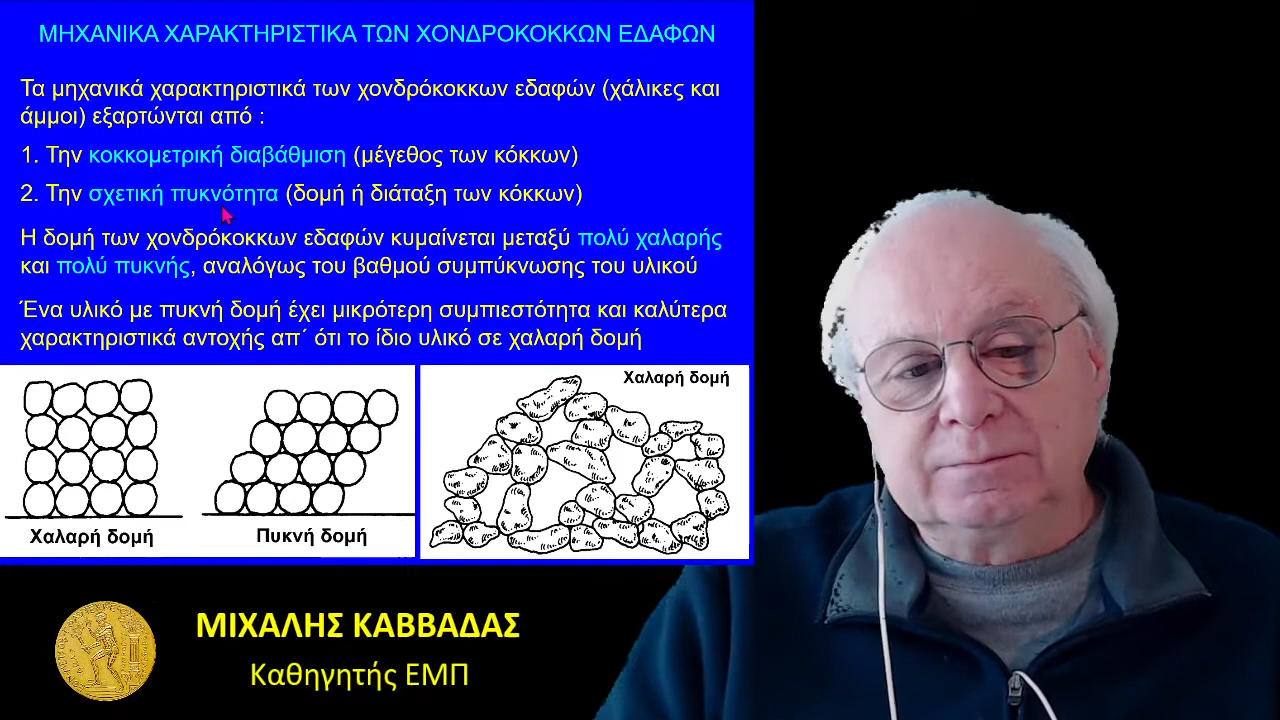 ΜΗΧΑΝΙΚΑ ΧΑΡΑΚΤΗΡΙΣΤΙΚΑ ΤΩΝ ΧΟΝΔΡΟΚΟΚΚΩΝ ΕΔΑΦΩΝ
Τα μηχανικά χαρακτηριστικά των χονδρόκοκκων εδαφών (χάλικες και
άμμοι) εξαρτώνται από :
1. Την κοκκομετρική διαβάθμιση (μέγεθος των κόκκων)
2. Την σχετική πυκνότητα (δομή ή διάταξη των κόκκων)
Η δομή των χονδρόκοκκων εδαφών κυμαίνεται μεταξύ πολύ χαλαρής
και πολύ πυκνής, αναλόγως του βαθμού συμπύκνωσης του υλικού
Ένα υλικό με πυκνή δομή έχει μικρότερη συμπιεστότητα και καλύτερα
χαρακτηριστικά αντοχής απ΄ ότι το ίδιο υλικό σε χαλαρή δομή
Χαλαρή δομή
Χαλαρή δομή
Πυκνή δομή
ΜΙΧΑΛΗΣ ΚΑΒΒΑΔΑΣ
Καθηγητής ΕΜΠ